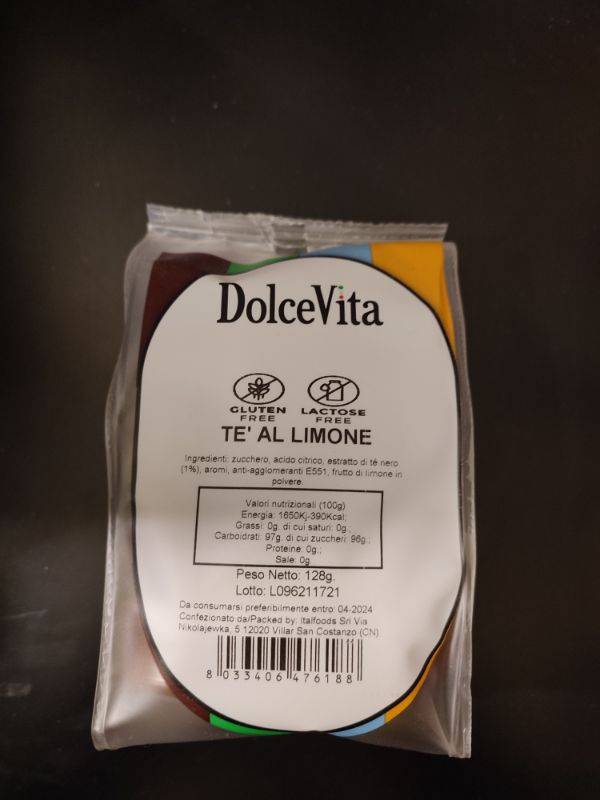 DolceVita
GLUTEN FREE
LACTOSE FREE
TE' AL LIMONE
Ingredienti: zucchero, acido citrico, estratto di tè nero
(1%), aromi, anti-agglomeranti E551, frutto di limone in
polvere.
Valori nutrizionali (100g)
Energia: 1650Kj-390Kcal;
Grassi: 0g. di cui saturi: 0g.;
Carboidrati: 97g. di cui zuccheri: 96g.;
Proteine: 0g.;
Sale: 0g.
Peso Netto: 128g.
Lotto: L096211721
Da consumarsi preferibilmente entro: 04-2024
Confezionato da/Packed by: Italfoods Srl Via
Nikolajewka, 5 12020 Villar San Costanzo (CN)
8 033406 476188